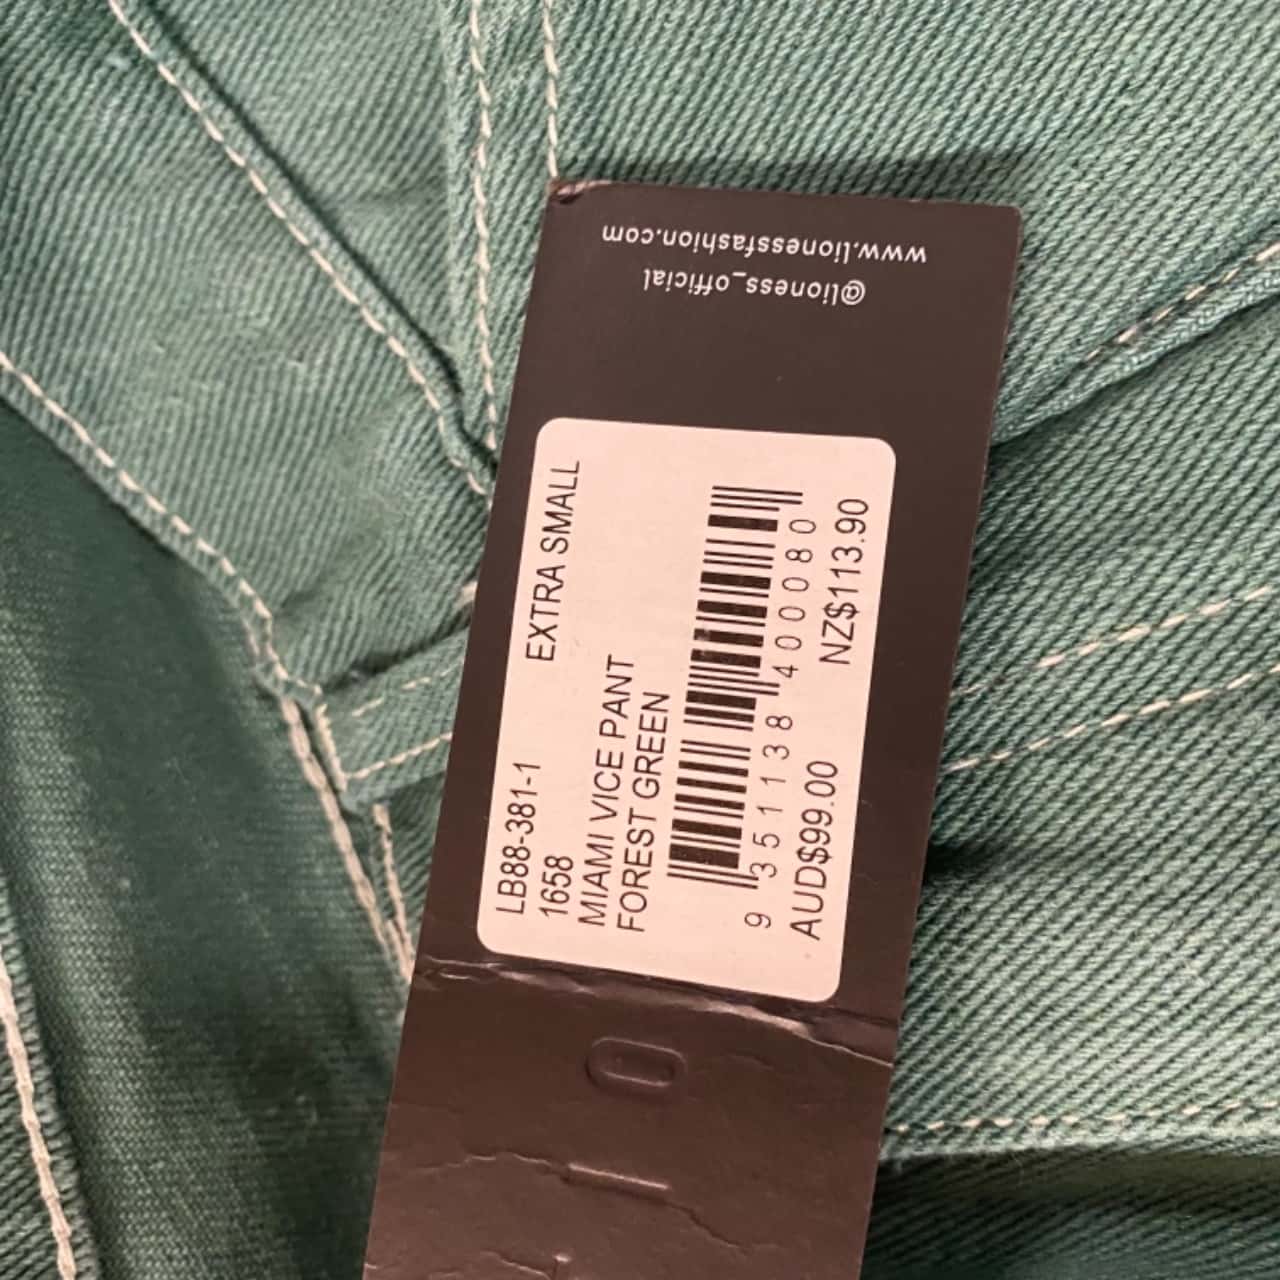 www.lionessfashion.com
@lioness_official
LB88-381-1 EXTRA SMALL
1658
MIAMI VICE PANT
FOREST GREEN
9 351138 400080
AUD$99.00 NZ$113.90
L I O